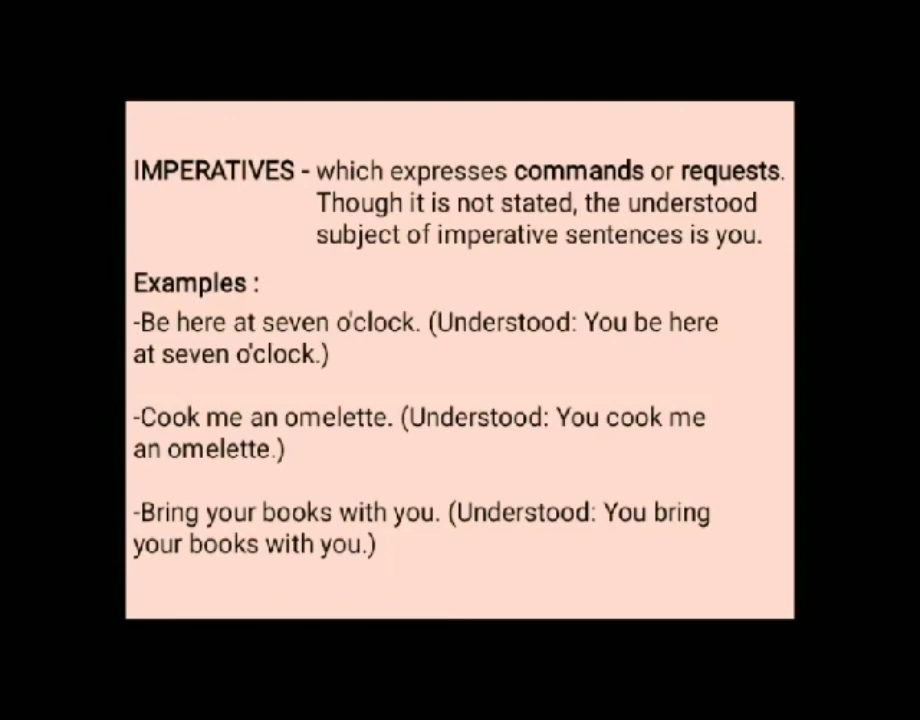 IMPERATIVES - which expresses commands or requests.
Though it is not stated, the understood
subject of imperative sentences is you.
Examples :
-Be here at seven o'clock. (Understood: You be here
at seven o'clock.)
-Cook me an omelette. (Understood: You cook me
an omelette.)
-Bring your books with you. (Understood: You bring
your books with you.)